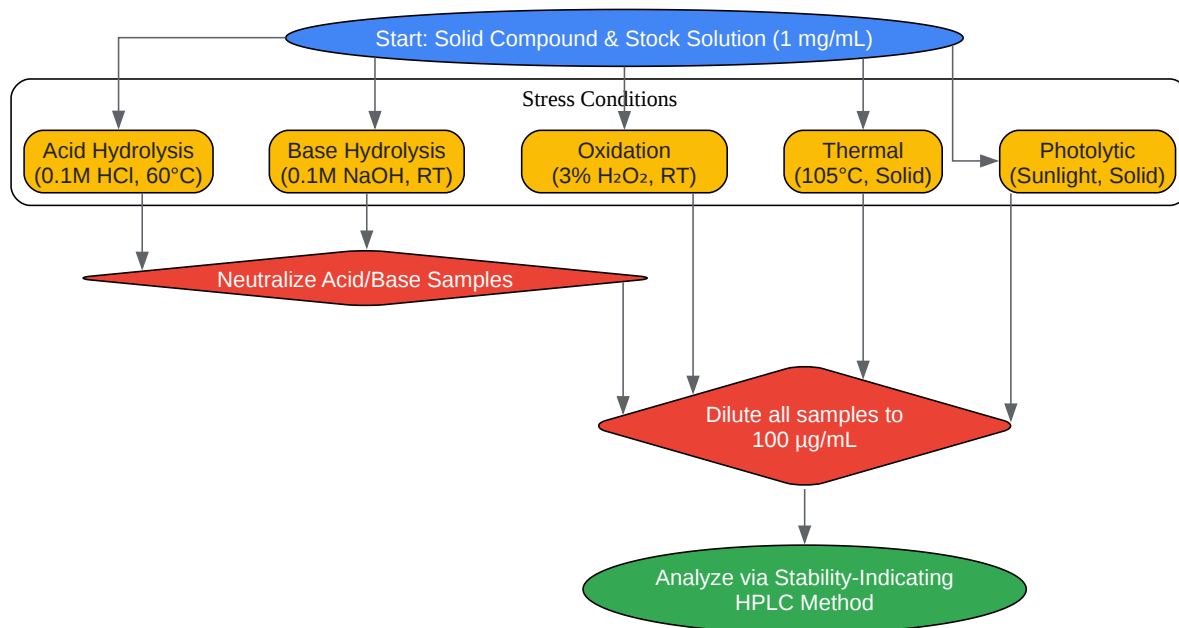 Start: Solid Compound & Stock Solution (1 mg/mL)
Stress Conditions
Acid Hydrolysis
(0.1M HCl, 60°C)
Base Hydrolysis
(0.1M NaOH, RT)
Oxidation
(3% H₂O₂, RT)
Thermal
(105°C, Solid)
Photolytic
(Sunlight, Solid)
Neutralize Acid/Base Samples
Dilute all samples to
100 µg/mL
Analyze via Stability-Indicating
HPLC Method